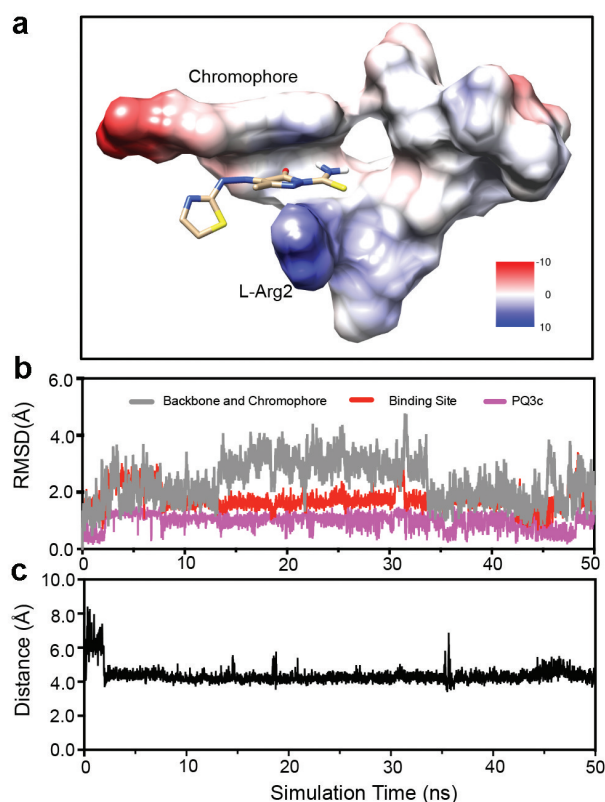 a
Chromophore
L-Arg2
-10
0
10
b
6.0
4.0
2.0
0.0
RMSD(Å)
Backbone and Chromophore
Binding Site
PQ3c
0
10
20
30
40
50
c
10.0
8.0
6.0
4.0
2.0
0.0
Distance (Å)
0
10
20
30
40
50
Simulation Time (ns)